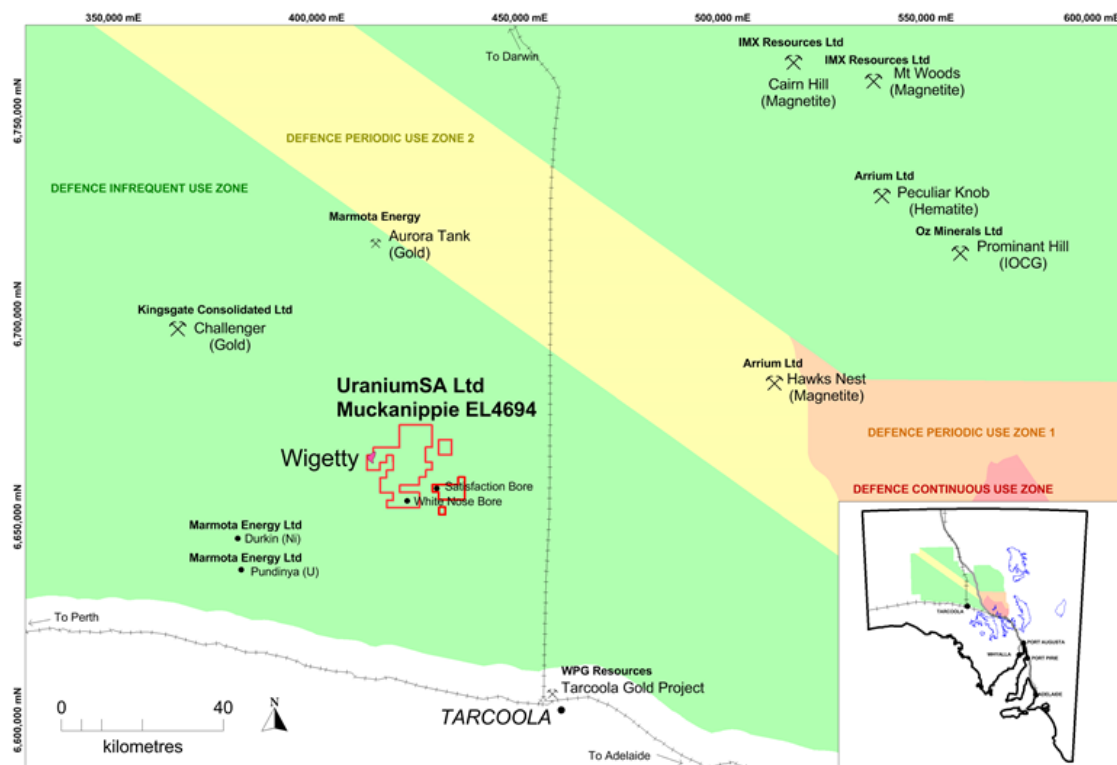 350,000 mE
400,000 mE
450,000 mE
500,000 mE
550,000 mE
600,000 mE
6,750,000 mN
6,700,000 mN
6,650,000 mN
6,600,000 mN
To Darwin
IMX Resources Ltd
Cairn Hill
(Magnetite)
IMX Resources Ltd
Mt Woods
(Magnetite)
DEFENCE PERIODIC USE ZONE 2
DEFENCE INFREQUENT USE ZONE
Arrium Ltd
Peculiar Knob
(Hematite)
Marmota Energy
Aurora Tank
(Gold)
Oz Minerals Ltd
Prominant Hill
(IOCG)
Kingsgate Consolidated Ltd
Challenger
(Gold)
Arrium Ltd
Hawks Nest
(Magnetite)
UraniumSA Ltd
Muckanippie EL4694
DEFENCE PERIODIC USE ZONE 1
Wigetty
Satisfaction Bore
White Nose Bore
DEFENCE CONTINUOUS USE ZONE
Marmota Energy Ltd
Durkin (Ni)
Marmota Energy Ltd
Pundinya (U)
To Perth
WPG Resources
Tarcoola Gold Project
TARCOOLA
To Adelaide
0
40
kilometres
N
TARCOOLA
PORT AUGUSTA
WHYALLA
PORT PIRIE
ADELAIDE